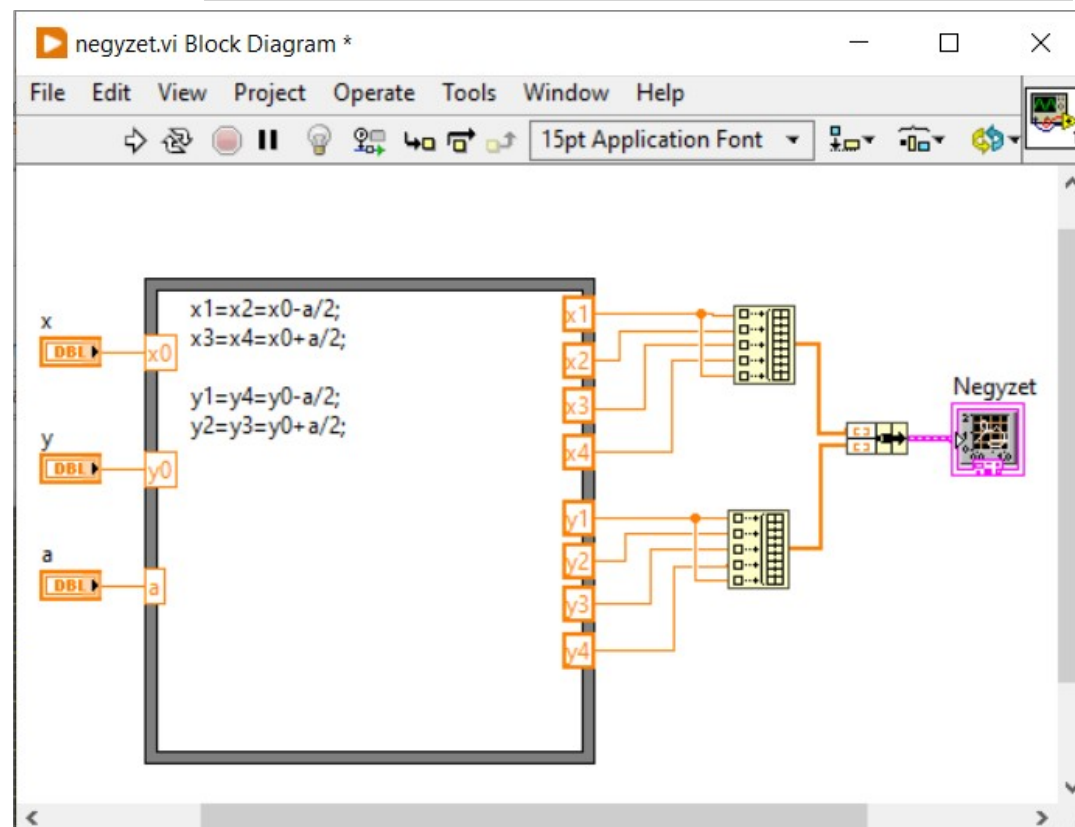 negyzet.vi Block Diagram *
File Edit View Project Operate Tools Window Help
15pt Application Font
x
DBL
x0
y
DBL
y0
a
DBL
a
x1=x2=x0-a/2;
x3=x4=x0+a/2;
y1=y4=y0-a/2;
y2=y3=y0+a/2;
x1
x2
x3
x4
y1
y2
y3
y4
Negyzet